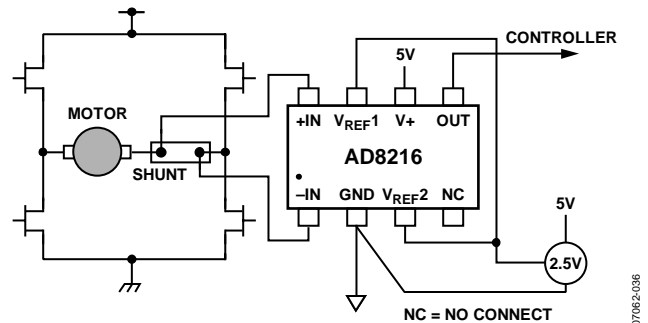 CONTROLLER
5V
MOTOR
SHUNT
+IN VREF1 V+ OUT
AD8216
–IN GND VREF2 NC
5V
2.5V
NC = NO CONNECT
07062-036